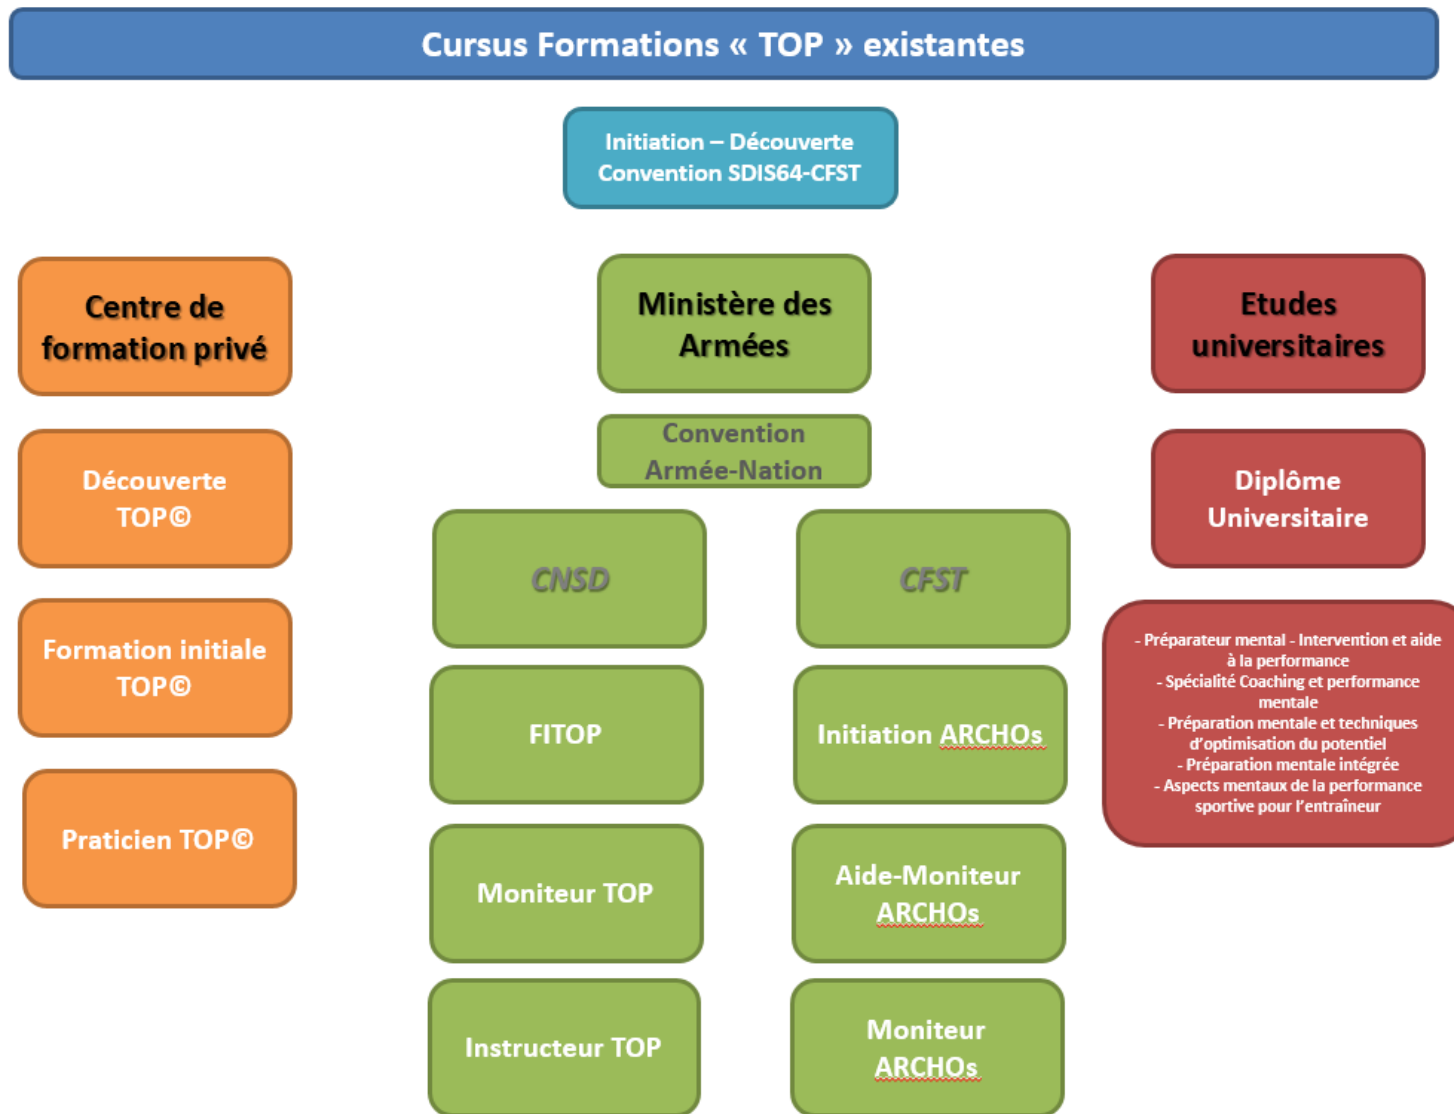 Cursus Formations « TOP » existantes
Initiation – Découverte
Convention SDIS64-CFST
Centre de
formation privé
Découverte
TOP©
Formation initiale
TOP©
Praticien TOP©
Ministère des
Armées
Convention
Armée-Nation
CNSD
FITOP
Moniteur TOP
Instructeur TOP
CFST
Initiation ARCHOs
Aide-Moniteur
ARCHOs
Moniteur
ARCHOs
Etudes
universitaires
Diplôme
Universitaire
- Préparateur mental - Intervention et aide
à la performance
- Spécialité Coaching et performance
mentale
- Préparation mentale et techniques
d'optimisation du potentiel
- Préparation mentale intégrée
- Aspects mentaux de la performance
sportive pour l'entraîneur